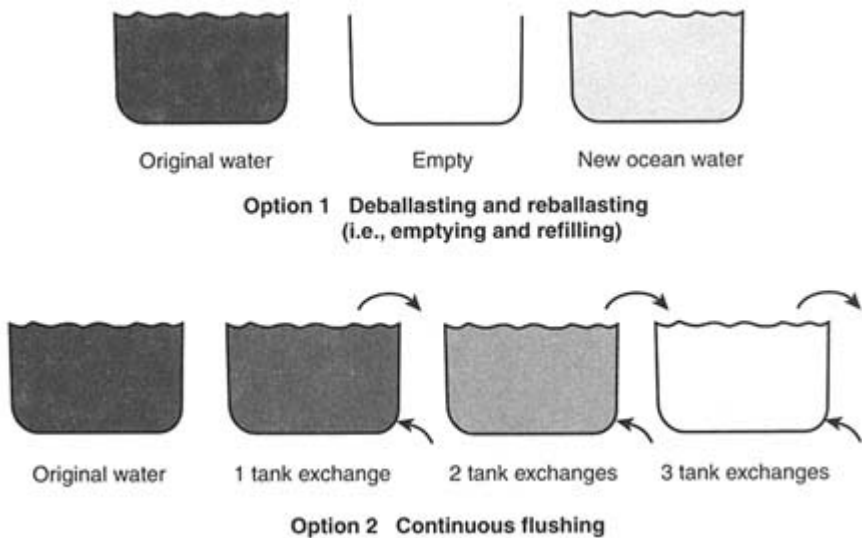 Original water
Empty
New ocean water
Option 1 Deballasting and reballasting
(i.e., emptying and refilling)
Original water
1 tank exchange
2 tank exchanges
3 tank exchanges
Option 2 Continuous flushing